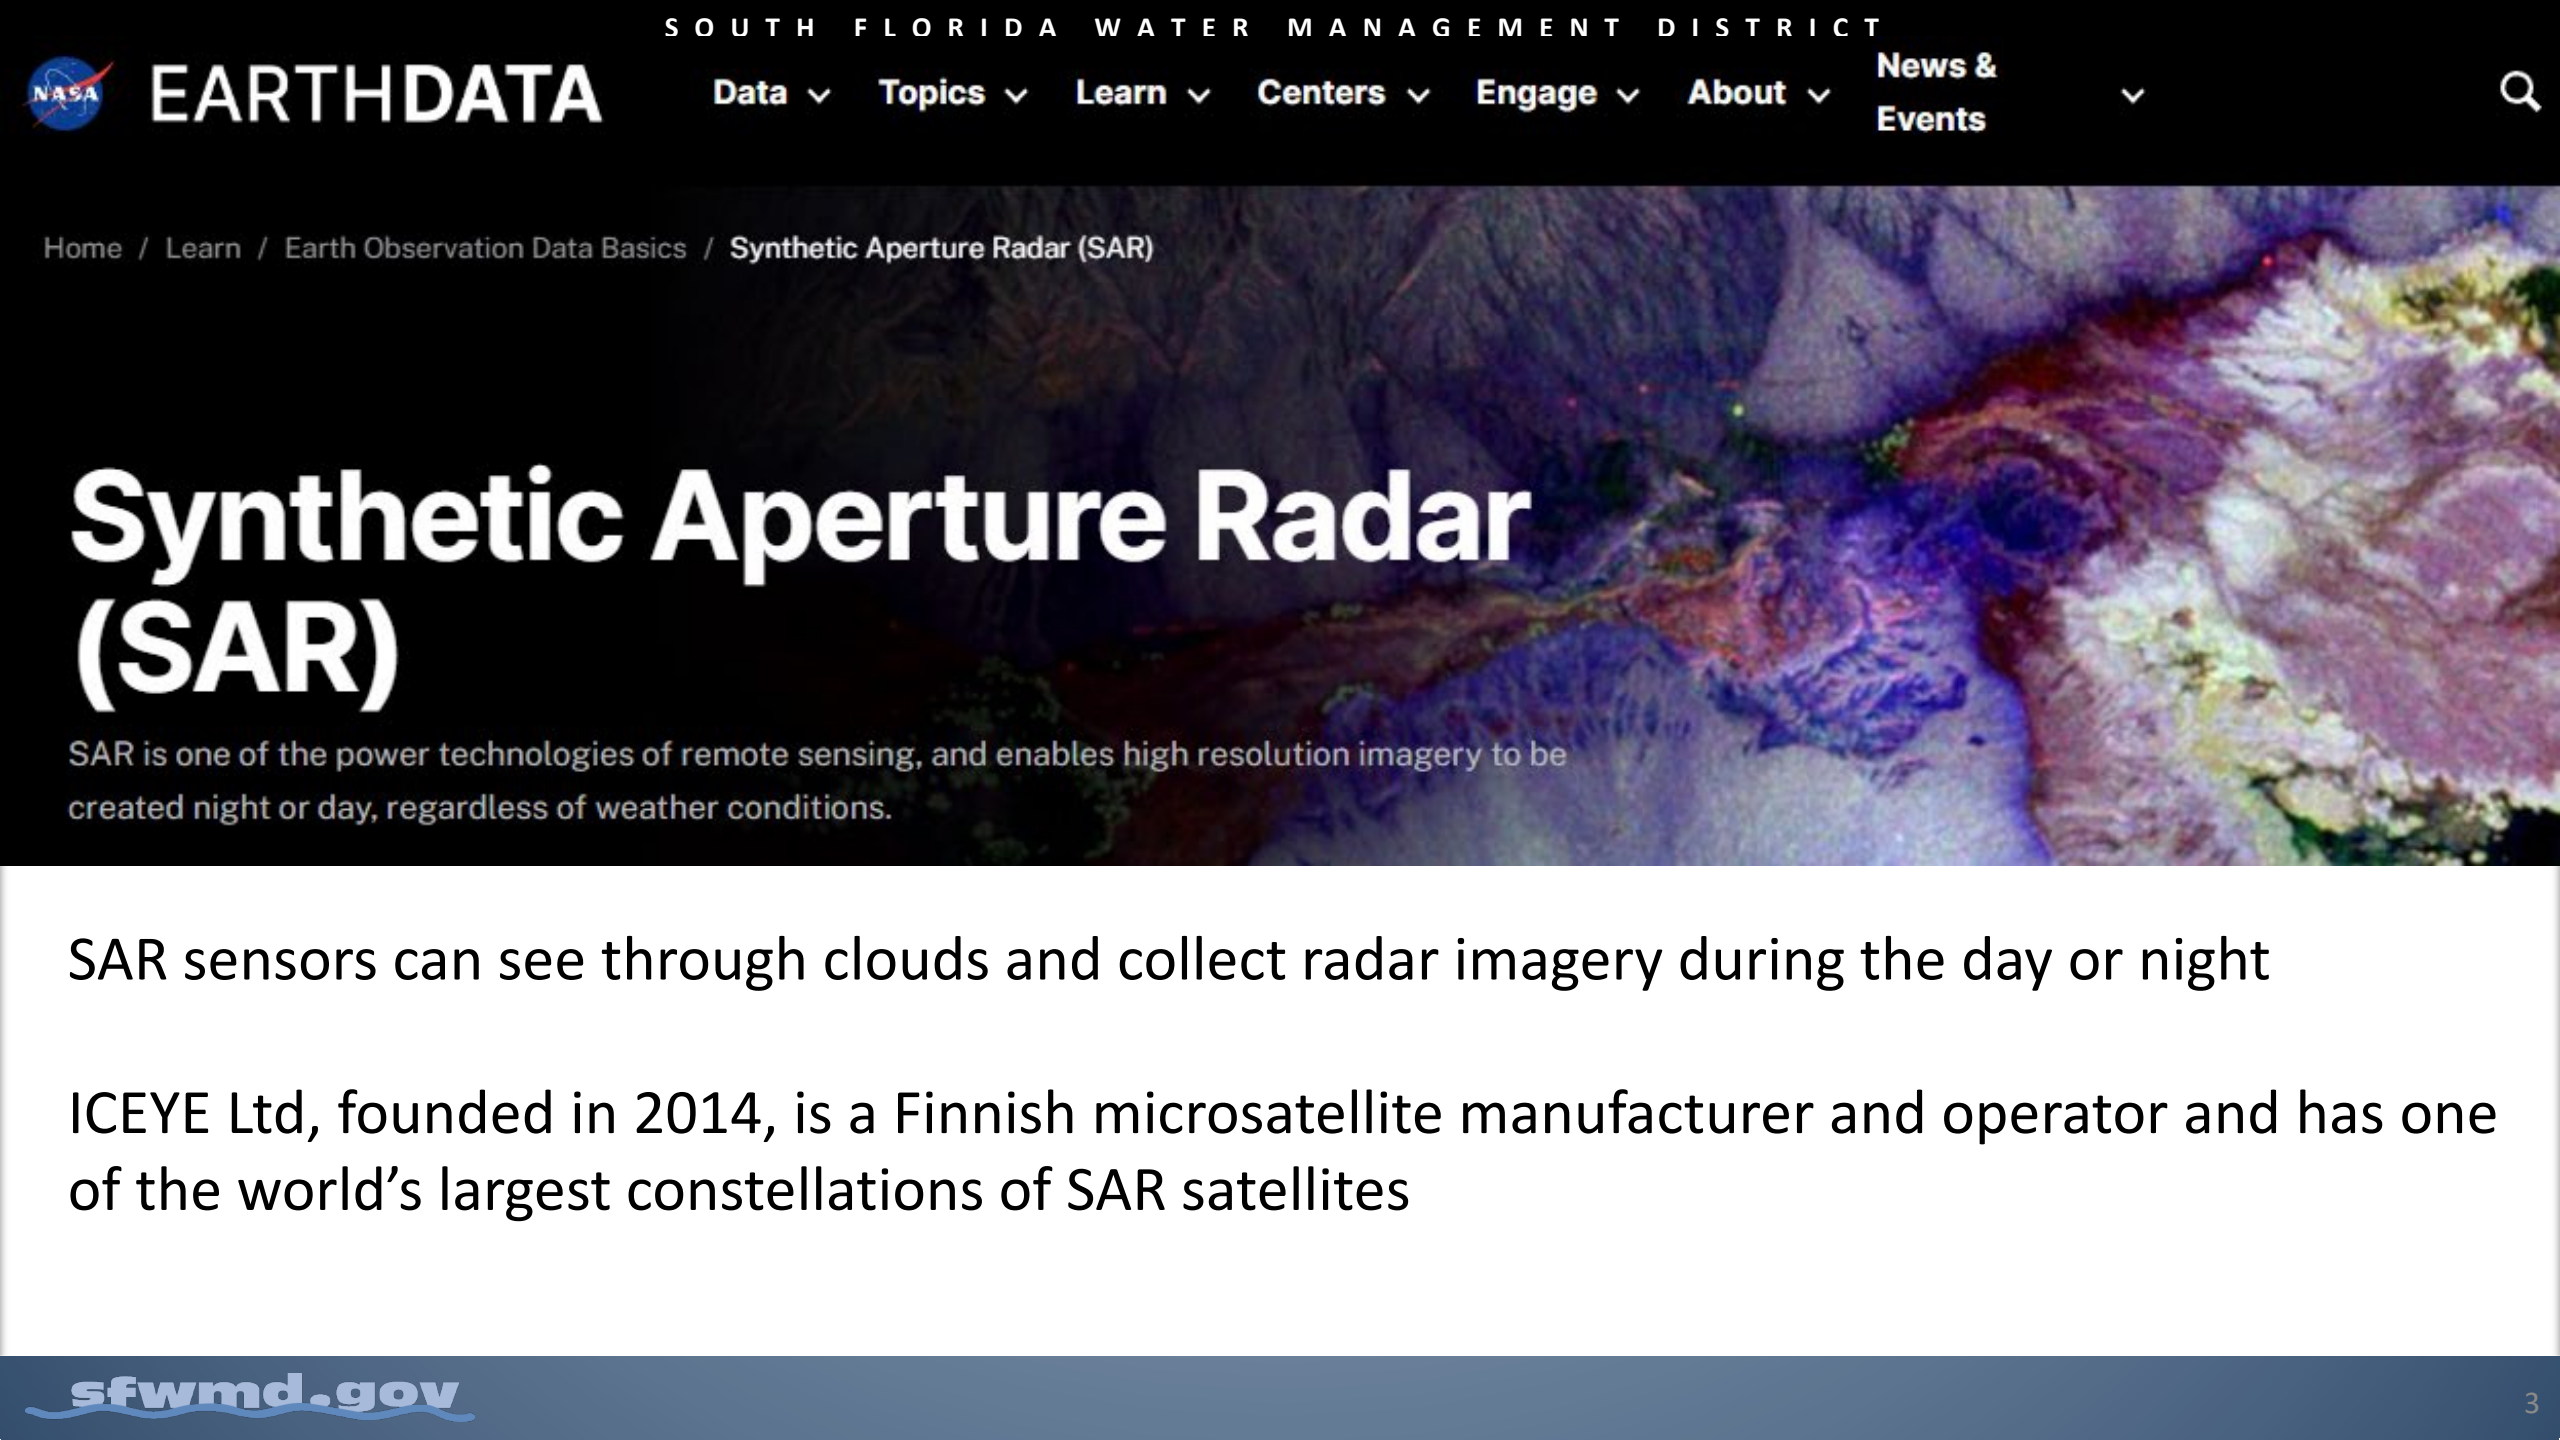 SOUTH FLORIDA WATER MANAGEMENT DISTRICT
NASA
EARTHDATA
Data
Topics
Learn
Centers
Engage
About
News &
Events
Home / Learn / Earth Observation Data Basics / Synthetic Aperture Radar (SAR)
Synthetic Aperture Radar
(SAR)
SAR is one of the power technologies of remote sensing, and enables high resolution imagery to be
created night or day, regardless of weather conditions.
SAR sensors can see through clouds and collect radar imagery during the day or night
ICEYE Ltd, founded in 2014, is a Finnish microsatellite manufacturer and operator and has one
of the world’s largest constellations of SAR satellites
sfwmd.gov
3